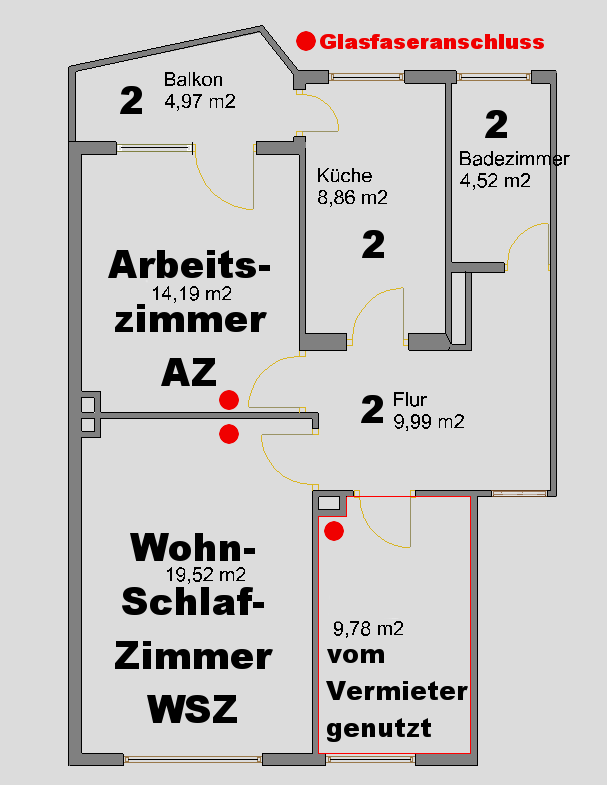 Glasfaseranschluss
Balkon
4,97 m2
2
2
Badezimmer
4,52 m2
Küche
8,86 m2
2
Arbeits-
14,19 m2
zimmer
AZ
2
Flur
9,99 m2
Wohn-
19,52 m2
Schlaf-
Zimmer
WSZ
9,78 m2
vom
Vermieter
genutzt